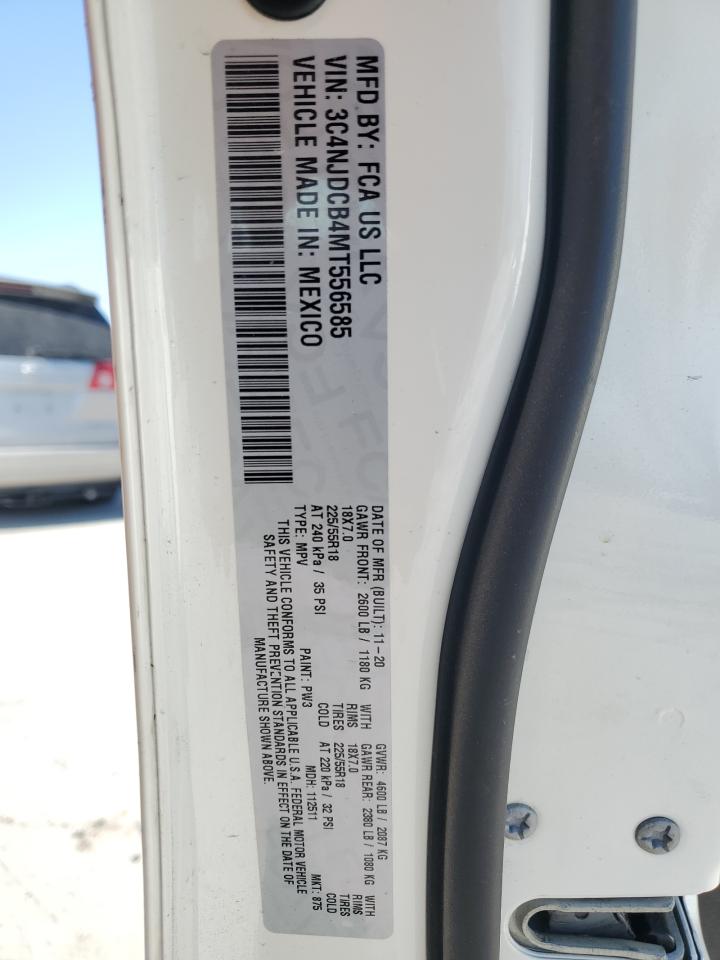 MFD BY: FCA US LLC
VIN: 3C4NJDCB4MT556585
VEHICLE MADE IN: MEXICO
DATE OF MFR (BUILT): 11-20 GVWR: 4600 LB / 2087 KG
GAWR FRONT: 2600 LB / 1180 KG WITH GAWR REAR: 2380 LB / 1080 KG WITH
18X7.0 RIMS 18X7.0 RIMS
225/55R18 TIRES 225/55R18 TIRES
AT 240 kPa / 35 PSI COLD AT 220 kPa / 32 PSI COLD
TYPE: MPV PAINT: PW3 MDH: 112511 MKT: 875
THIS VEHICLE CONFORMS TO ALL APPLICABLE U.S.A. FEDERAL MOTOR VEHICLE
SAFETY AND THEFT PREVENTION STANDARDS IN EFFECT ON THE DATE OF
MANUFACTURE SHOWN ABOVE.